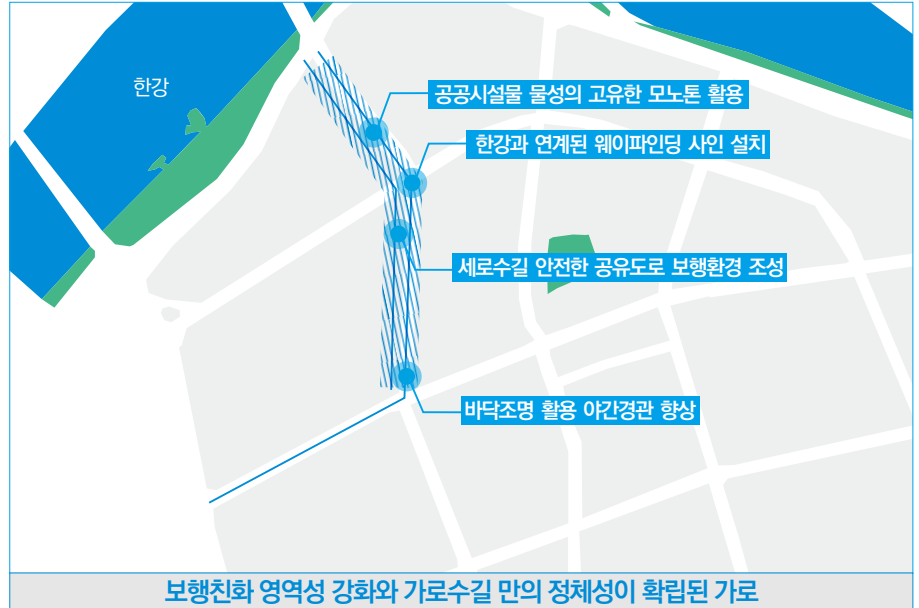 한강
공공시설물 물성의 고유한 모노톤 활용
한강과 연계된 웨이파인딩 사인 설치
세로수길 안전한 공유도로 보행환경 조성
바닥조명 활용 야간경관 향상
보행친화 영역성 강화와 가로수길 만의 정체성이 확립된 가로